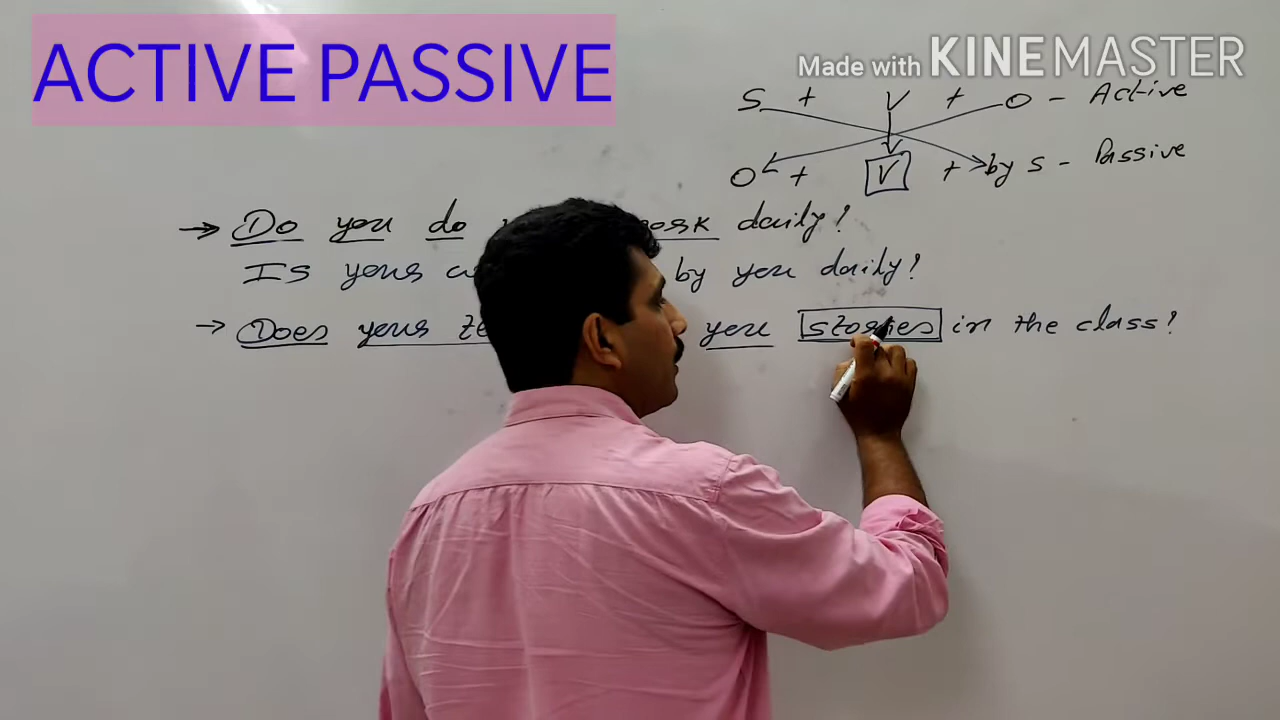 ACTIVE PASSIVE
Made with KINEMASTER
S + V + O - Active
O + V + by S - Passive
→ Do you do daily?
Is your by you daily?
→ Does your you stories in the class?